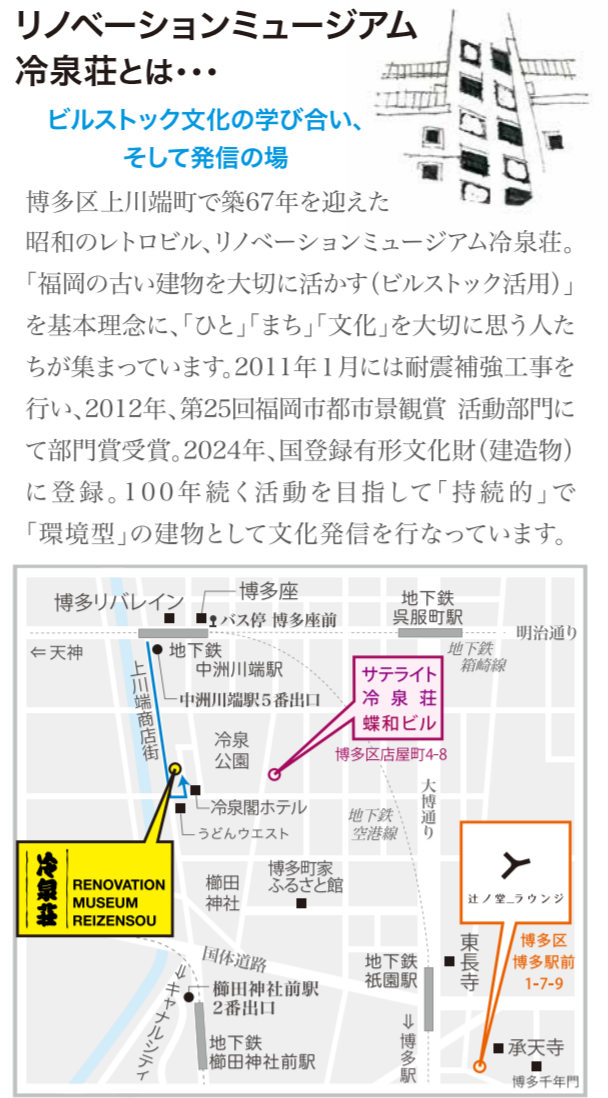 リノベーションミュージアム
冷泉荘とは・・・
ビルストック文化の学び合い、
そして発信の場
博多区上川端町で築67年を迎えた
昭和のレトロビル、リノベーションミュージアム冷泉荘。
「福岡の古い建物を大切に活かす（ビルストック活用）」
を基本理念に、「ひと」「まち」「文化」を大切に思う人た
ちが集まっています。2011年1月には耐震補強工事を
行い、2012年、第25回福岡市都市景観賞 活動部門に
て部門賞受賞。2024年、国登録有形文化財（建造物）
に登録。100年続く活動を目指して「持続的」で
「環境型」の建物として文化発信を行なっています。
博多リバレイン
博多座
バス停 博多座前
地下鉄
呉服町駅
明治通り
⇐天神
地下鉄
中洲川端駅
地下鉄
箱崎線
中洲川端駅5番出口
上川端商店街
サテライト
冷泉荘
蝶和ビル
博多区店屋町4-8
冷泉
公園
大博通り
冷泉閣ホテル
うどんウエスト
地下鉄
空港線
冷泉荘
RENOVATION
MUSEUM
REIZENSOU
櫛田
神社
博多町家
ふるさと館
辻ノ堂_ラウンジ
博多区
博多駅前
1-7-9
国体道路
地下鉄
祇園駅
東長寺
⇓キャナルシティ
櫛田神社前駅
2番出口
⇓博多駅
地下鉄
櫛田神社前駅
承天寺
博多千年門